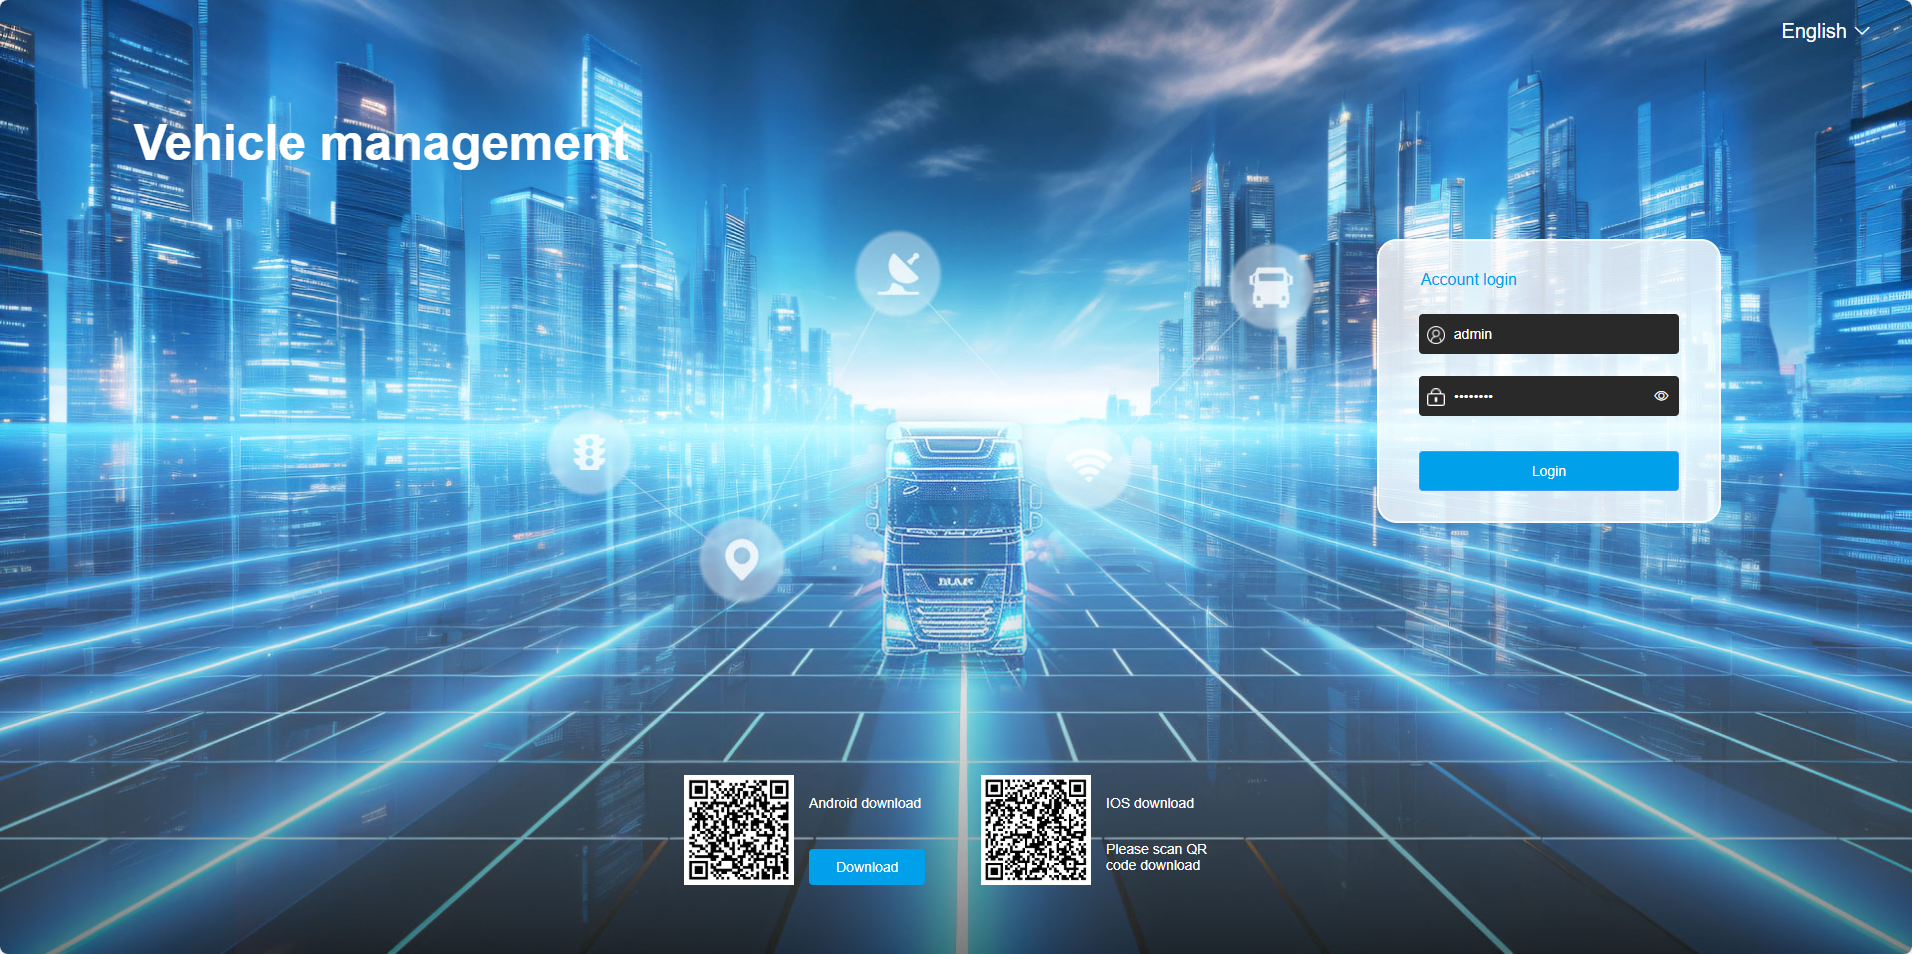 English
Vehicle management
Account login
admin
••••••••
Login
Android download
Download
IOS download
Please scan QR
code download